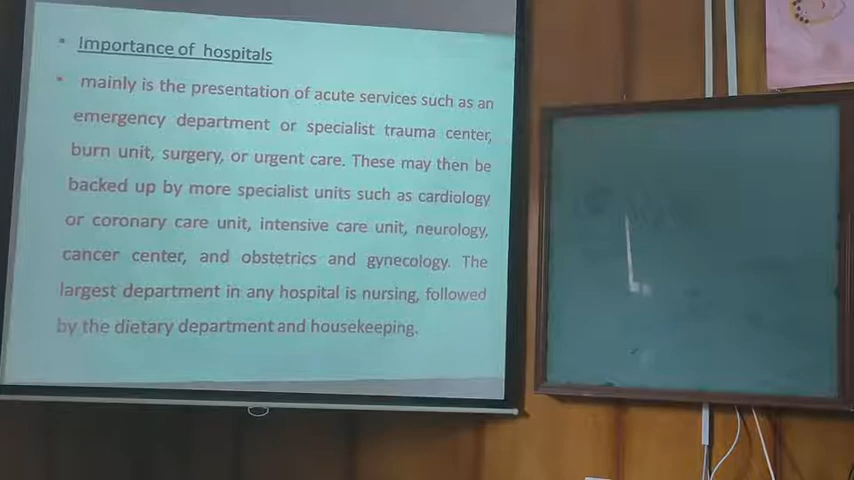 • Importance of hospitals
• mainly is the presentation of acute services such as an
emergency department or specialist trauma center,
burn unit, surgery, or urgent care. These may then be
backed up by more specialist units such as cardiology
or coronary care unit, intensive care unit, neurology,
cancer center, and obstetrics and gynecology. The
largest department in any hospital is nursing, followed
by the dietary department and housekeeping.